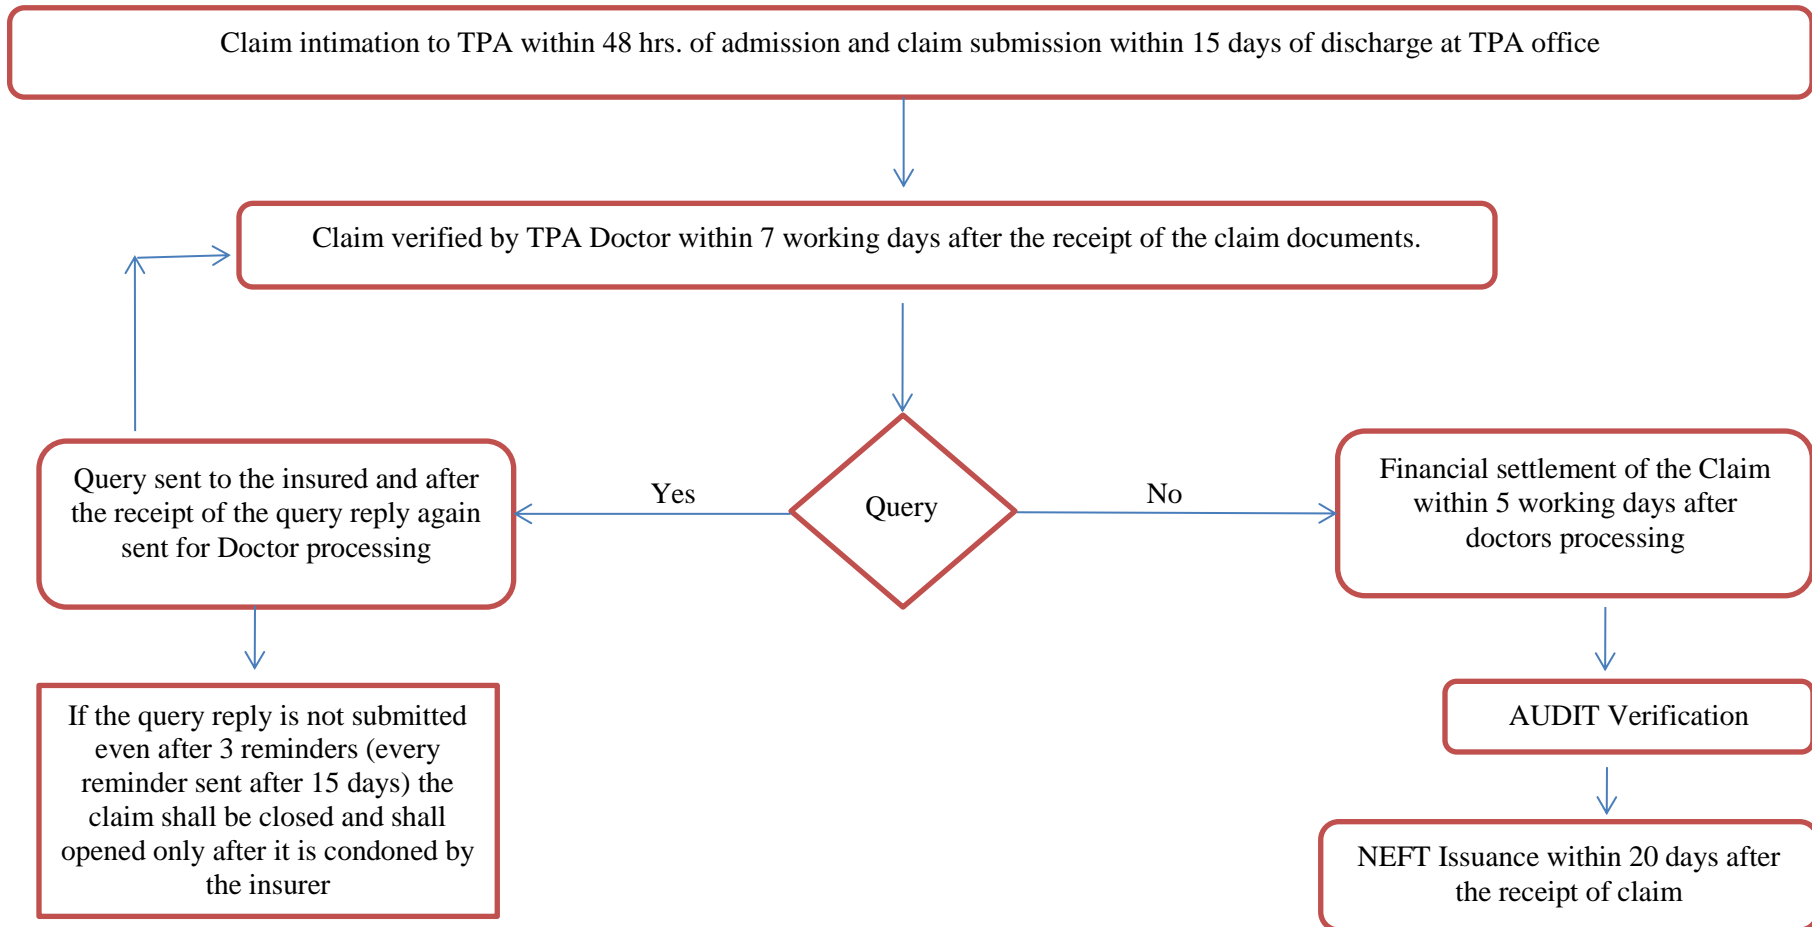 Claim intimation to TPA within 48 hrs. of admission and claim submission within 15 days of discharge at TPA office
Claim verified by TPA Doctor within 7 working days after the receipt of the claim documents.
Query sent to the insured and after
the receipt of the query reply again
sent for Doctor processing
Yes
Query
No
Financial settlement of the Claim
within 5 working days after
doctors processing
If the query reply is not submitted
even after 3 reminders (every
reminder sent after 15 days) the
claim shall be closed and shall
opened only after it is condoned by
the insurer
AUDIT Verification
NEFT Issuance within 20 days after
the receipt of claim